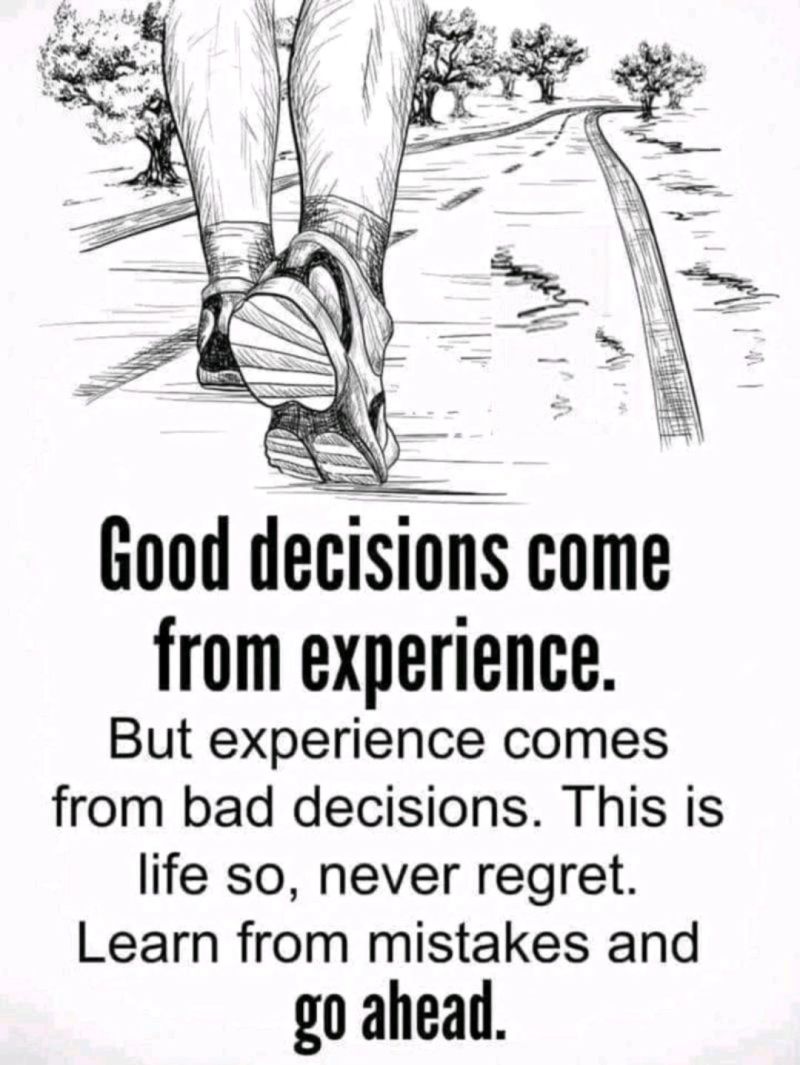 Good decisions come
from experience.
But experience comes
from bad decisions. This is
life so, never regret.
Learn from mistakes and
go ahead.